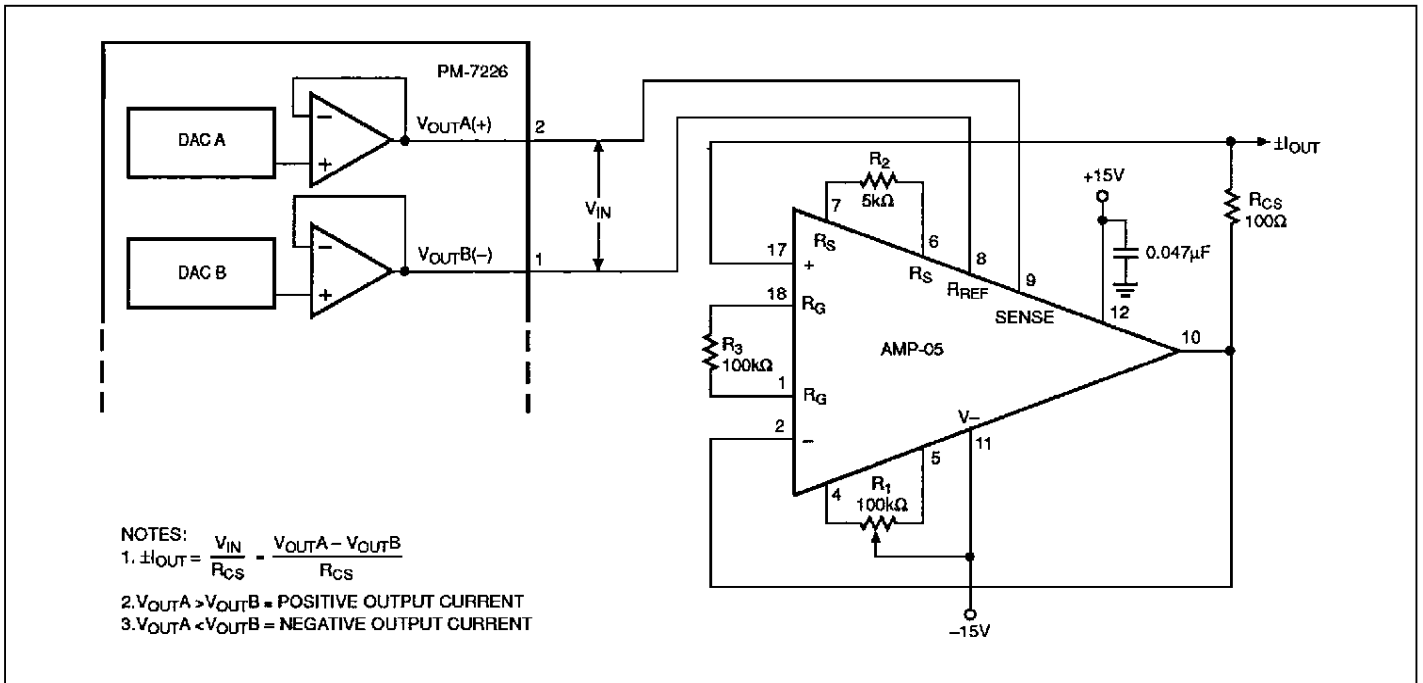 PM-7226
DAC A
−
+
VOUTA(+)
2
DAC B
−
+
VOUTB(−)
1
VIN
R2
5kΩ
7
RS
6
RS
8
RREF
9
SENSE
±IOUT
+15V
RCS
100Ω
0.047µF
12
17
+
18
RG
R3
100kΩ
1
RG
2
−
AMP-05
10
V−
11
4
5
R1
100kΩ
−15V
NOTES:
1. ±IOUT = VIN / RCS - VOUTA − VOUTB / RCS
2.VOUTA >VOUTB = POSITIVE OUTPUT CURRENT
3.VOUTA <VOUTB = NEGATIVE OUTPUT CURRENT